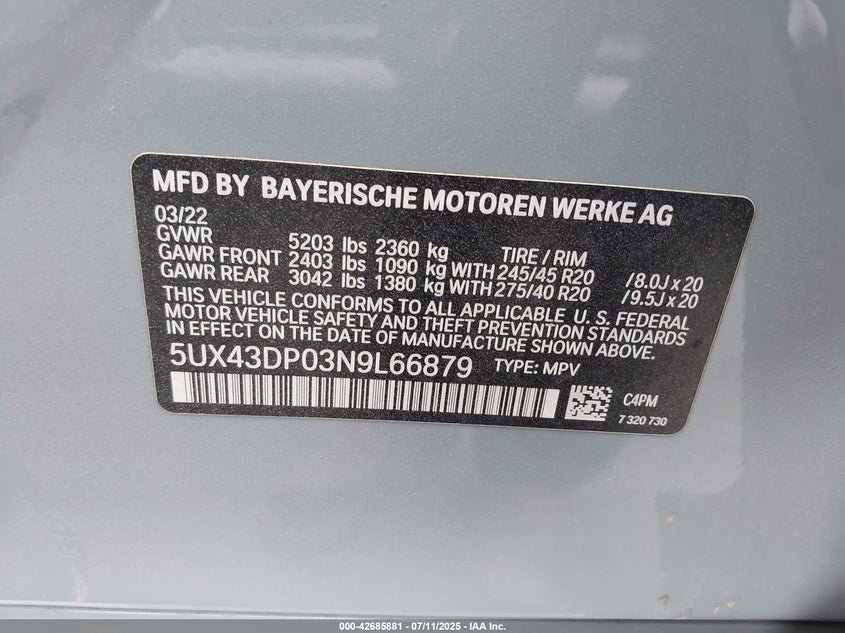 MFD BY BAYERISCHE MOTOREN WERKE AG
03/22
GVWR 5203 lbs 2360 kg TIRE / RIM
GAWR FRONT 2403 lbs 1090 kg WITH 245/45 R20 /8.0J x 20
GAWR REAR 3042 lbs 1380 kg WITH 275/40 R20 /9.5J x 20
THIS VEHICLE CONFORMS TO ALL APPLICABLE U. S. FEDERAL
MOTOR VEHICLE SAFETY AND THEFT PREVENTION STANDARDS
IN EFFECT ON THE DATE OF MANUFACTURE SHOWN ABOVE.
5UX43DP03N9L66879 TYPE: MPV
C4PM
7 320 730
000-42685881 - 07/11/2025 - IAA Inc.